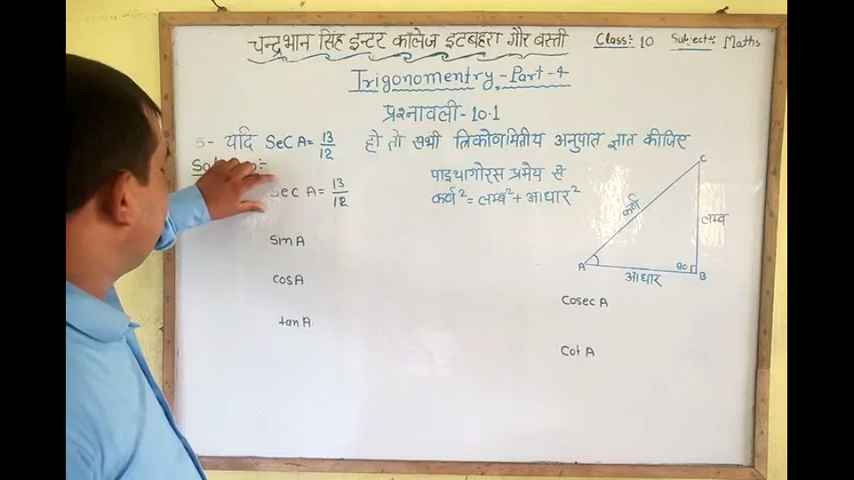 चन्द्रभान सिंह इन्टर कॉलेज इटबहरा गौर बस्ती
Class:- 10 Subject:- Maths
Trigonomentry-Part-4
प्रश्नावली-10.1
5- यदि Sec A= 13/12 हो तो सभी त्रिकोणमितीय अनुपात ज्ञात कीजिए
Sec A = 13/12
पाइथागोरस प्रमेय से
कर्ण²= लम्ब²+आधार²
C
कर्ण
लम्ब
A
90
B
आधार
sin A
cos A
tan A
Cosec A
Cot A